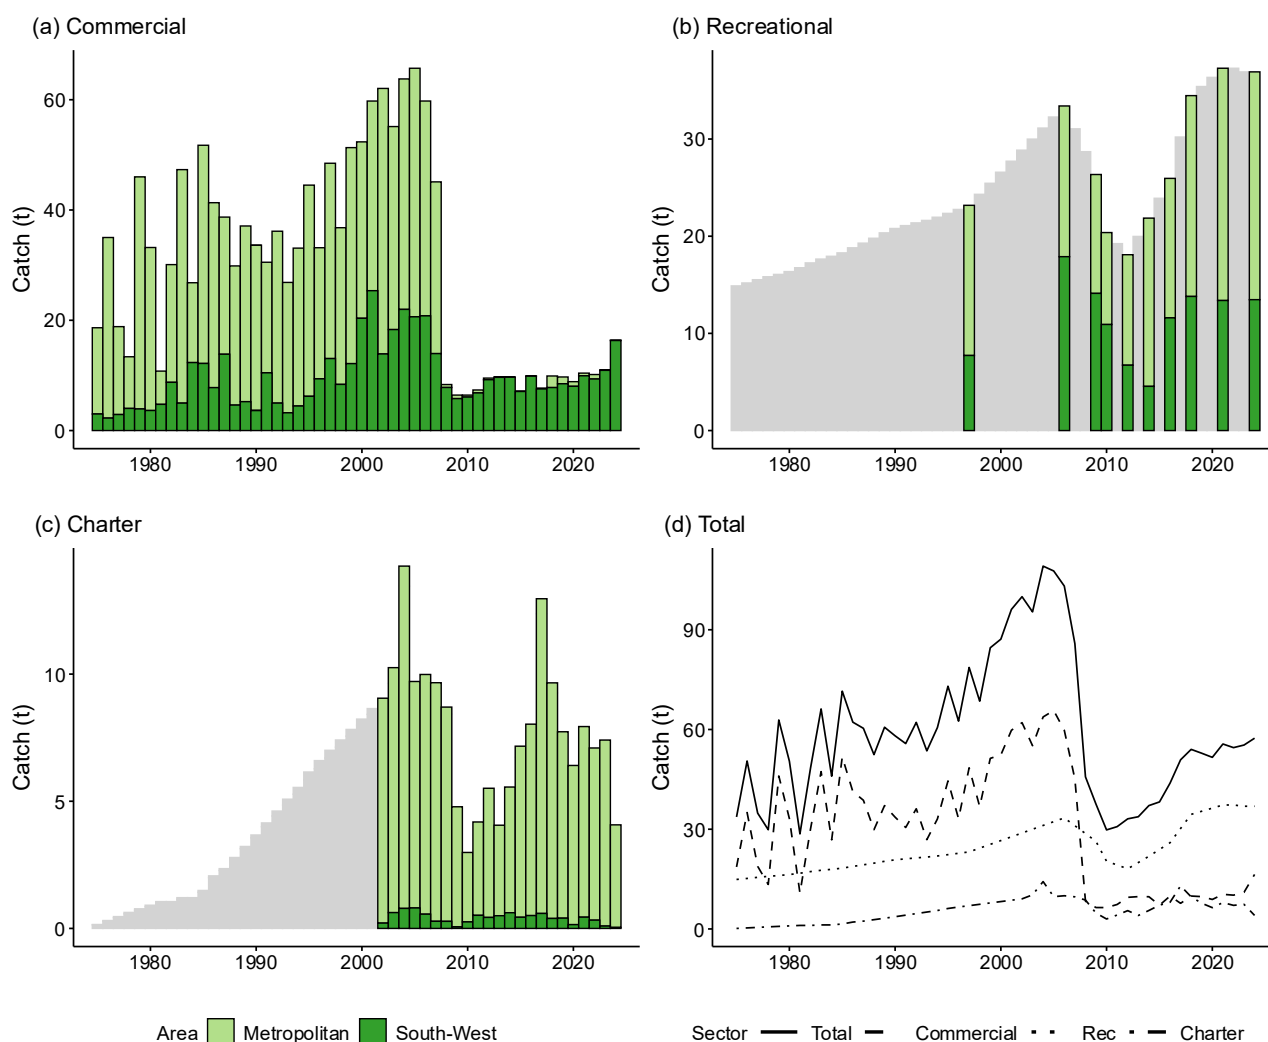 (a) Commercial
Catch (t)
60
40
20
0
1980 1990 2000 2010 2020
(b) Recreational
Catch (t)
30
20
10
0
1980 1990 2000 2010 2020
(c) Charter
Catch (t)
10
5
0
1980 1990 2000 2010 2020
(d) Total
Catch (t)
90
60
30
0
1980 1990 2000 2010 2020
Area Metropolitan South-West
Sector Total Commercial Rec Charter